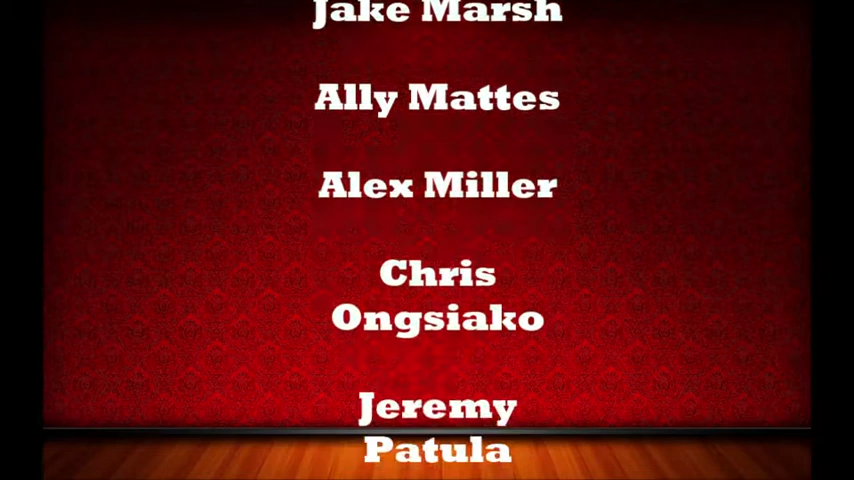 Jake Marsh
Ally Mattes
Alex Miller
Chris
Ongsiako
Jeremy
Patula